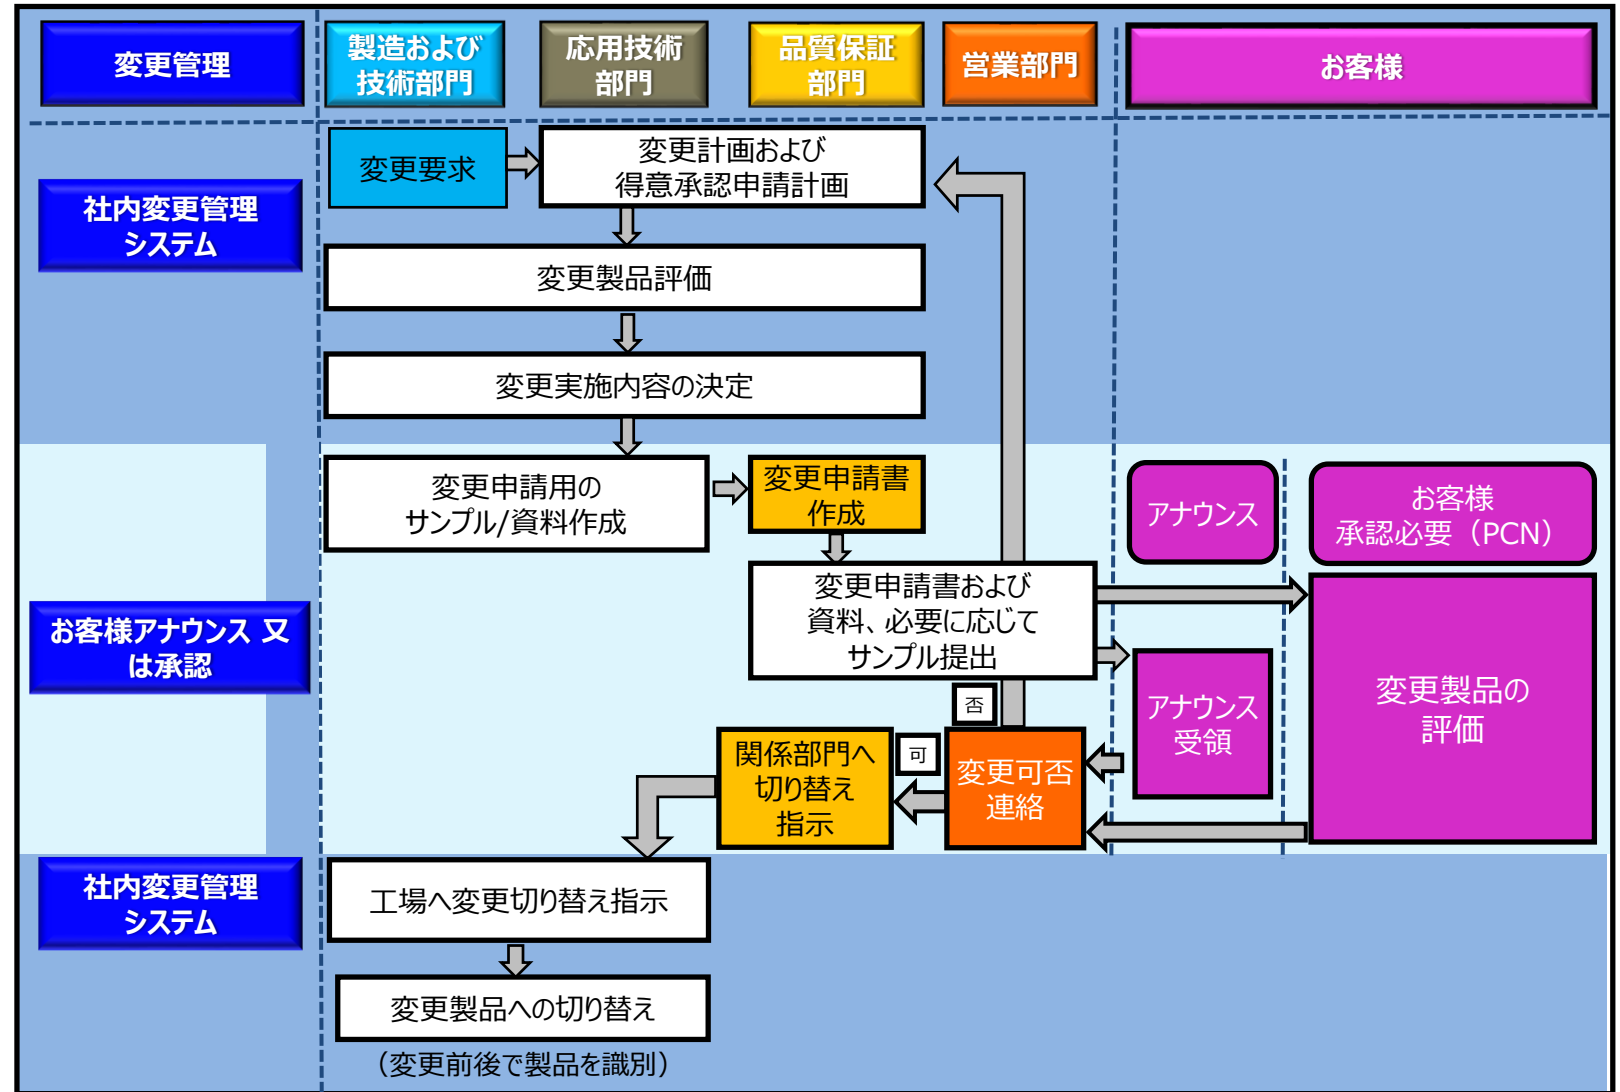 変更管理
製造および
技術部門
応用技術
部門
品質保証
部門
営業部門
お客様
社内変更管理
システム
変更要求
変更計画および
得意承認申請計画
変更製品評価
変更実施内容の決定
変更申請用の
サンプル/資料作成
変更申請書
作成
アナウンス
お客様
承認必要（PCN）
お客様アナウンス 又
は承認
変更申請書および
資料、必要に応じて
サンプル提出
アナウンス
受領
変更製品の
評価
否
可
関係部門へ
切り替え
指示
変更可否
連絡
社内変更管理
システム
工場へ変更切り替え指示
変更製品への切り替え
（変更前後で製品を識別）